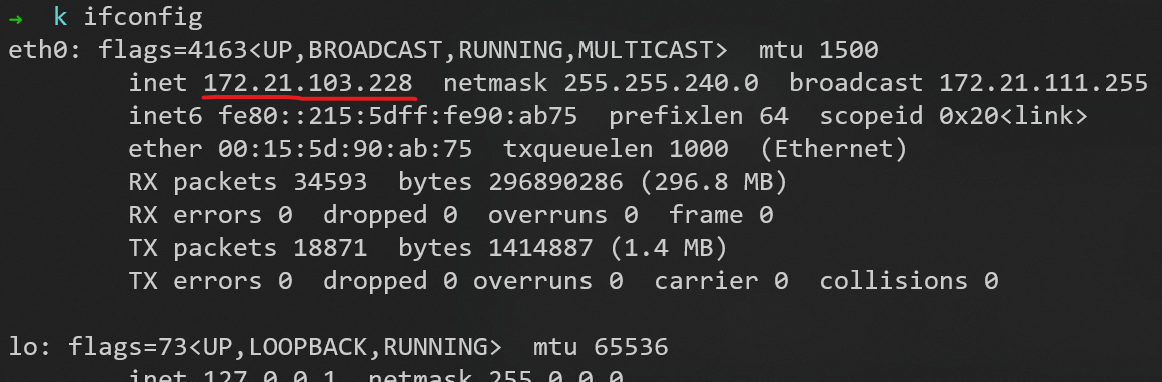 ➜ k ifconfig
eth0: flags=4163<UP,BROADCAST,RUNNING,MULTICAST> mtu 1500
inet 172.21.103.228 netmask 255.255.240.0 broadcast 172.21.111.255
inet6 fe80::215:5dff:fe90:ab75 prefixlen 64 scopeid 0x20<link>
ether 00:15:5d:90:ab:75 txqueuelen 1000 (Ethernet)
RX packets 34593 bytes 296890286 (296.8 MB)
RX errors 0 dropped 0 overruns 0 frame 0
TX packets 18871 bytes 1414887 (1.4 MB)
TX errors 0 dropped 0 overruns 0 carrier 0 collisions 0
lo: flags=73<UP,LOOPBACK,RUNNING> mtu 65536
inet 127.0.0.1 netmask 255.0.0.0